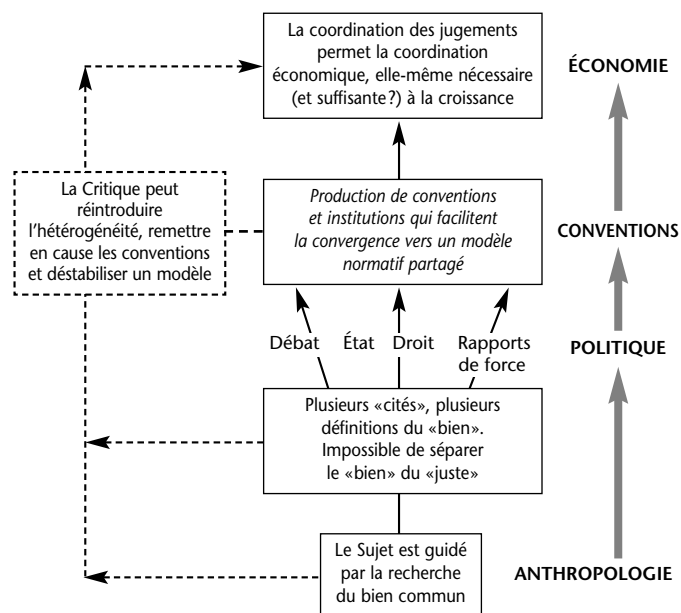 La coordination des jugements
permet la coordination
économique, elle-même nécessaire
(et suffisante?) à la croissance
ÉCONOMIE
La Critique peut
réintroduire
l'hétérogénéité, remettre
en cause les conventions
et déstabiliser un modèle
Production de conventions
et institutions qui facilitent
la convergence vers un modèle
normatif partagé
CONVENTIONS
Débat
État
Droit
Rapports
de force
POLITIQUE
Plusieurs «cités», plusieurs
définitions du «bien».
Impossible de séparer
le «bien» du «juste»
Le Sujet est guidé
par la recherche
du bien commun
ANTHROPOLOGIE